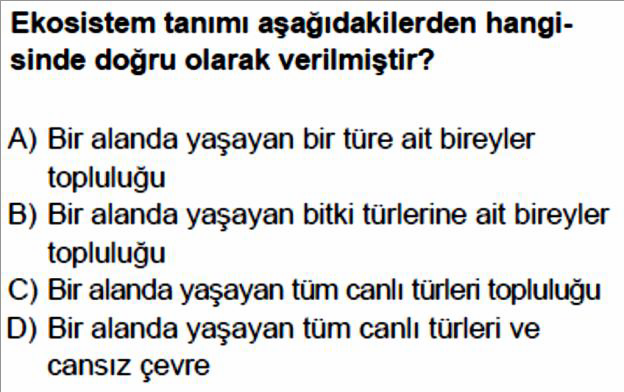 Ekosistem tanımı aşağıdakilerden hangi-
sinde doğru olarak verilmiştir?
A) Bir alanda yaşayan bir türe ait bireyler
topluluğu
B) Bir alanda yaşayan bitki türlerine ait bireyler
topluluğu
C) Bir alanda yaşayan tüm canlı türleri topluluğu
D) Bir alanda yaşayan tüm canlı türleri ve
cansız çevre